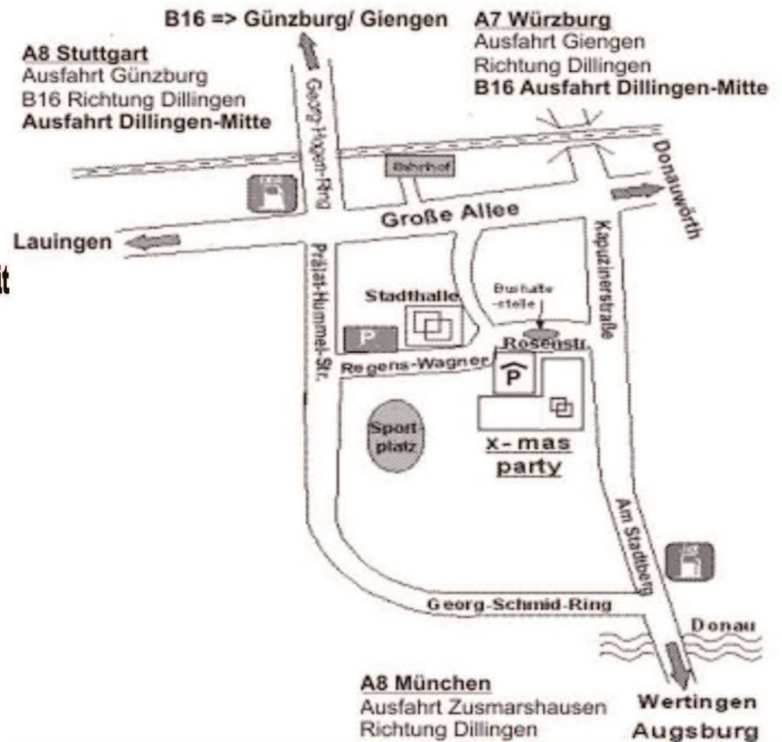 B16 => Günzburg/ Giengen
A7 Würzburg
Ausfahrt Giengen
Richtung Dillingen
B16 Ausfahrt Dillingen-Mitte
A8 Stuttgart
Ausfahrt Günzburg
B16 Richtung Dillingen
Ausfahrt Dillingen-Mitte
Georg-Hogen-Ring
Bahnhof
Donauwörth
Große Allee
Lauingen
Kapuzinerstraße
Prälat-Hummel-Str.
it
Stadthalle
Bushalte
-stelle
P
Rosenstr.
Regens-Wagner
P
Sport-
platz
x-mas
party
Am Stadtberg
Georg-Schmid-Ring
Donau
A8 München
Ausfahrt Zusmarshausen
Richtung Dillingen
Wertingen
Augsburg